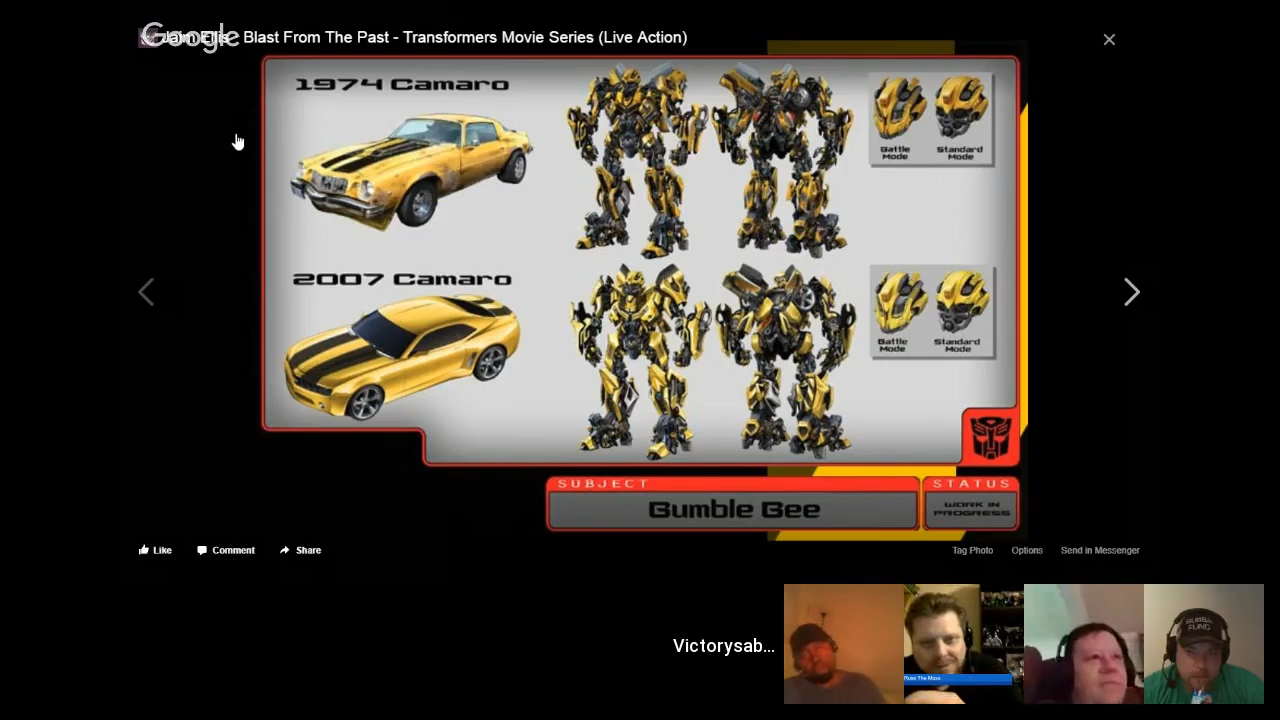 Google
Blast From The Past - Transformers Movie Series (Live Action)
1974 Camaro
Battle
Mode
Standard
Mode
2007 Camaro
Battle
Mode
Standard
Mode
SUBJECT
Bumble Bee
STATUS
WORK IN
PROGRESS
Like
Comment
Share
Tag Photo
Options
Send in Messenger
Victorysab...
BUBBA